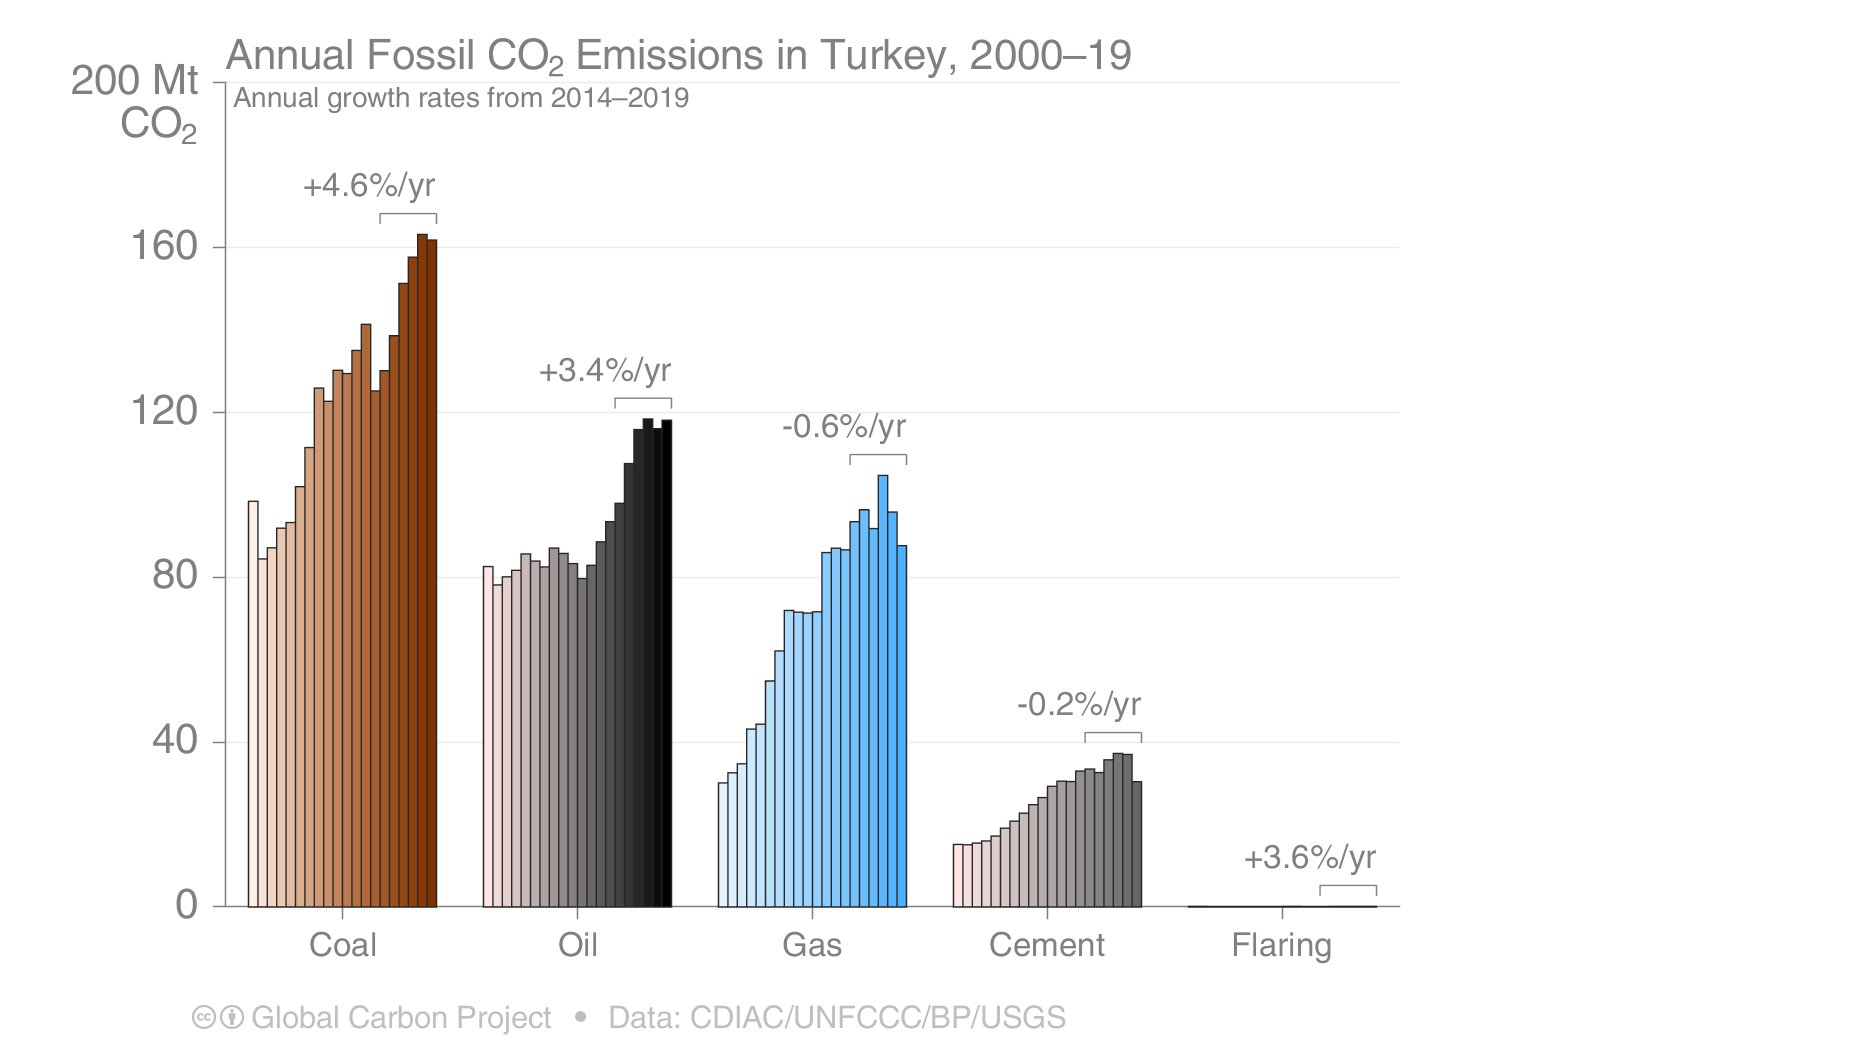 Annual Fossil CO₂ Emissions in Turkey, 2000–19
200 Mt
CO₂
Annual growth rates from 2014–2019
+4.6%/yr
160
+3.4%/yr
120
-0.6%/yr
80
-0.2%/yr
40
+3.6%/yr
0
Coal Oil Gas Cement Flaring
cc Global Carbon Project • Data: CDIAC/UNFCCC/BP/USGS